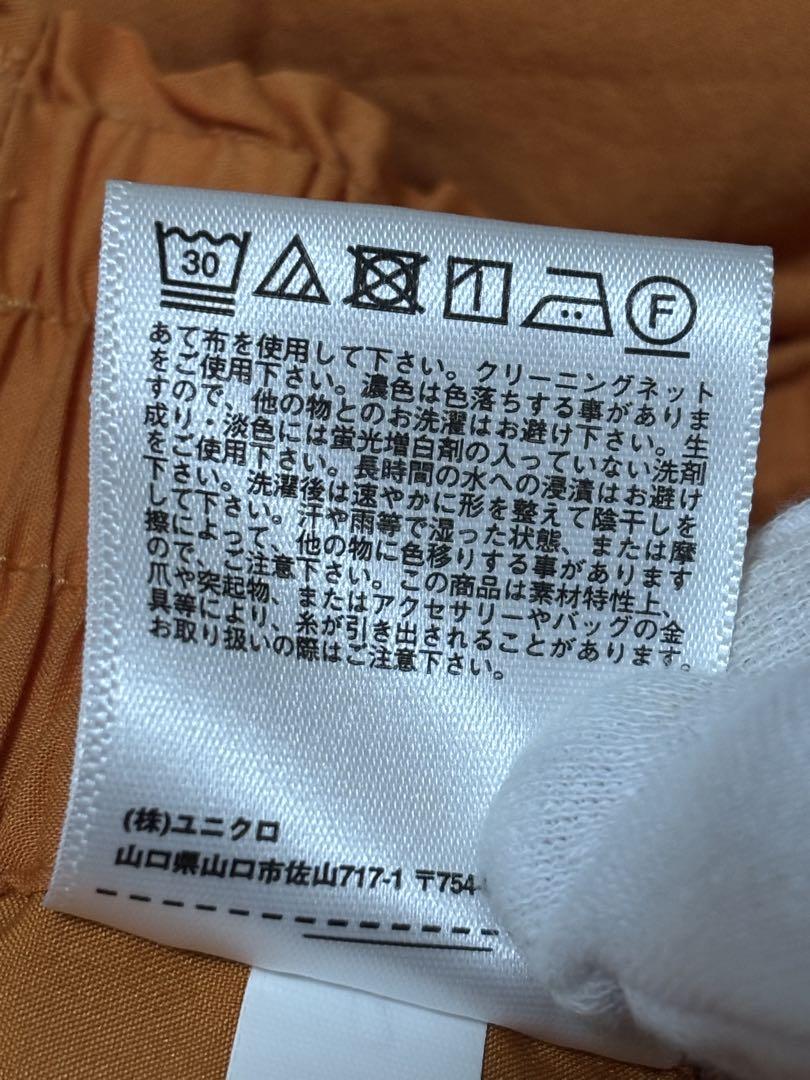 30
F
あて布を使用して下さい。クリーニングネット
をご使用下さい。濃色は色落ちする事がありま
すので、他の物とのお洗濯はお避け下さい。生
成り・淡色には蛍光増白剤の入っていない洗剤
をご使用下さい。長時間の水への浸漬はお避け
下さい。洗濯後は速やかに形を整えて陰干しを
して下さい。汗や雨等で湿った状態、または摩
擦によって、他の物に色移りする事があります
ので、ご注意下さい。この商品は素材特性上、
爪や突起物、またはアクセサリーやバッグの金
具等により、糸が引き出されることがあります。
お取り扱いの際はご注意下さい。
(株)ユニクロ
山口県山口市佐山717-1 〒754-